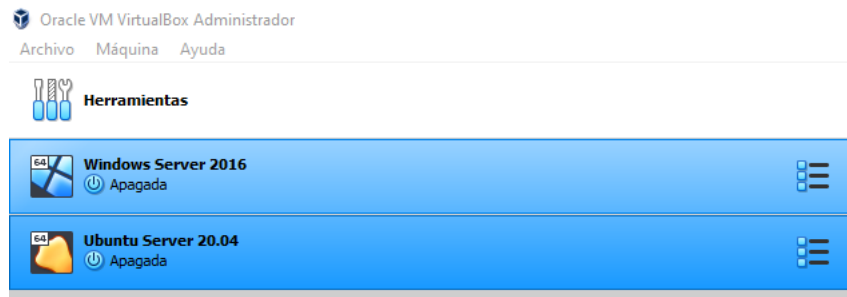 Oracle VM VirtualBox Administrador
Archivo Máquina Ayuda
Herramientas
64
Windows Server 2016
Apagada
64
Ubuntu Server 20.04
Apagada